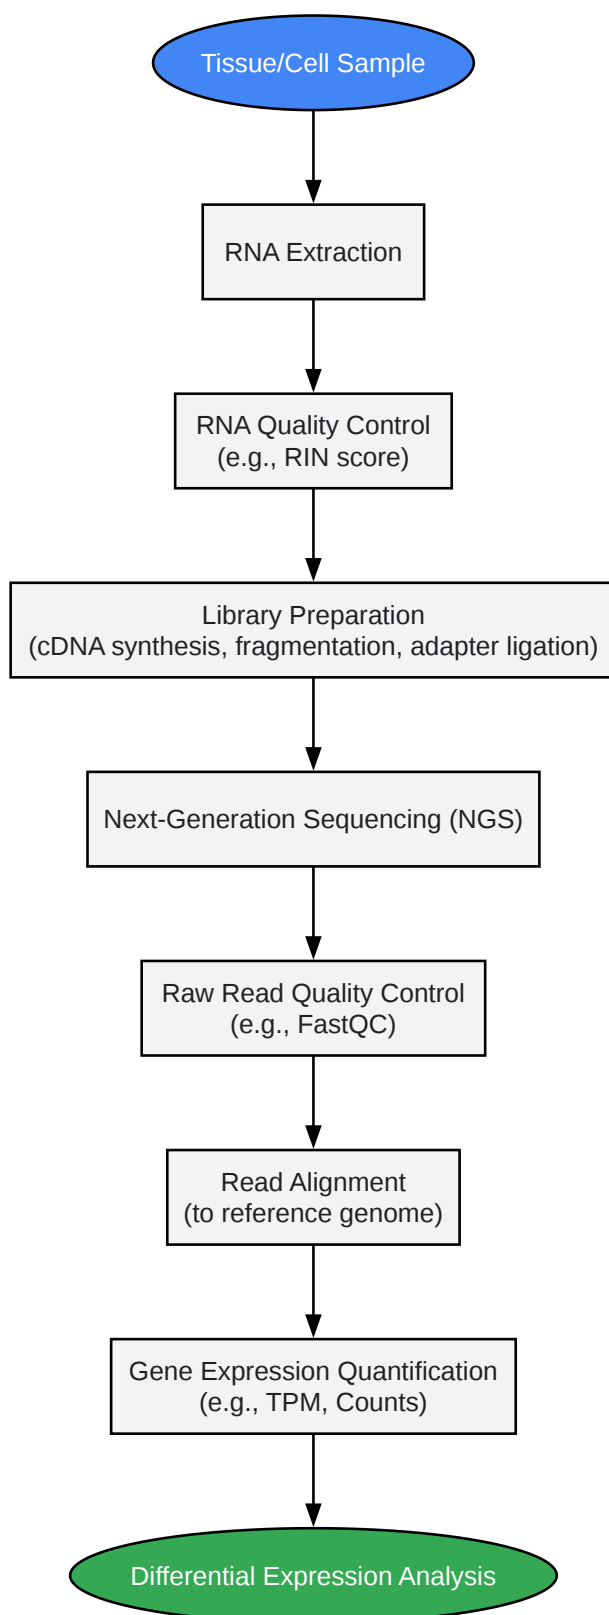 Tissue/Cell Sample
RNA Extraction
RNA Quality Control
(e.g., RIN score)
Library Preparation
(cDNA synthesis, fragmentation, adapter ligation)
Next-Generation Sequencing (NGS)
Raw Read Quality Control
(e.g., FastQC)
Read Alignment
(to reference genome)
Gene Expression Quantification
(e.g., TPM, Counts)
Differential Expression Analysis